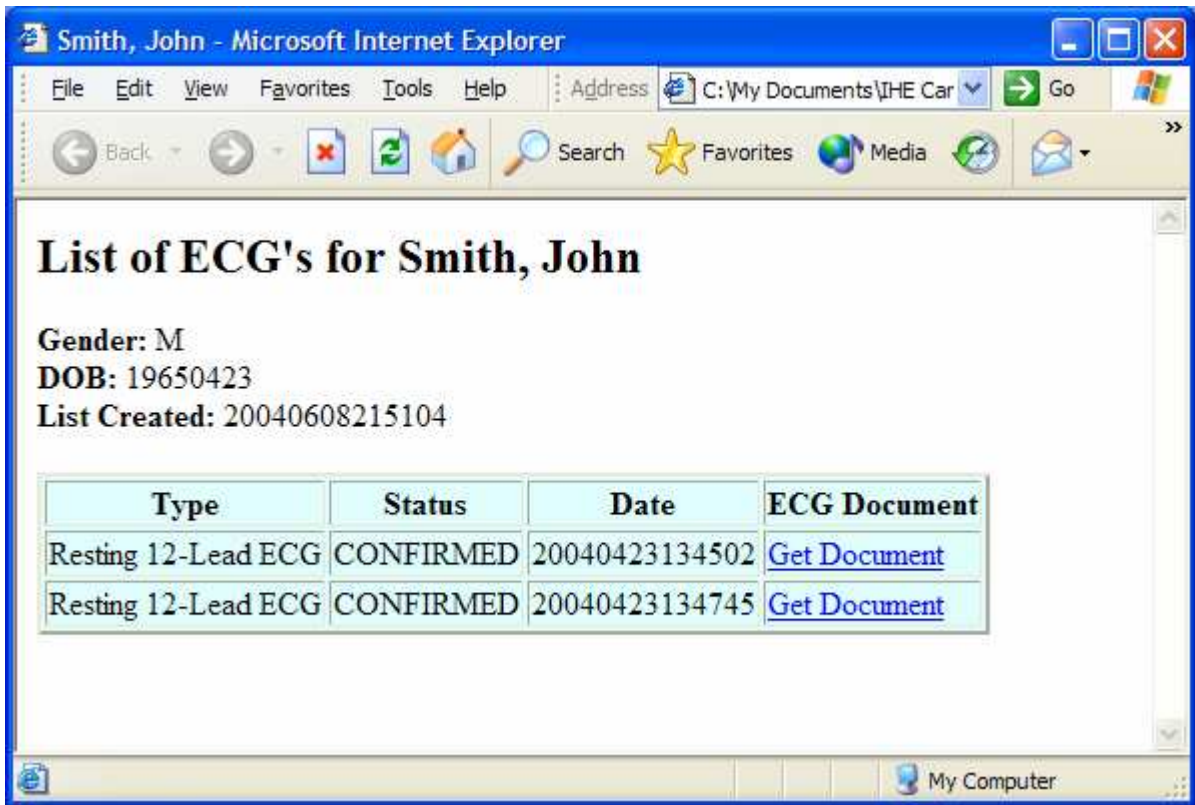 Smith, John - Microsoft Internet Explorer
File Edit View Favorites Tools Help Address C:\My Documents\IHE Car Go
Back Search Favorites Media »
List of ECG's for Smith, John
Gender: M
DOB: 19650423
List Created: 20040608215104
Type Status Date ECG Document
Resting 12-Lead ECG CONFIRMED 20040423134502 Get Document
Resting 12-Lead ECG CONFIRMED 20040423134745 Get Document
My Computer